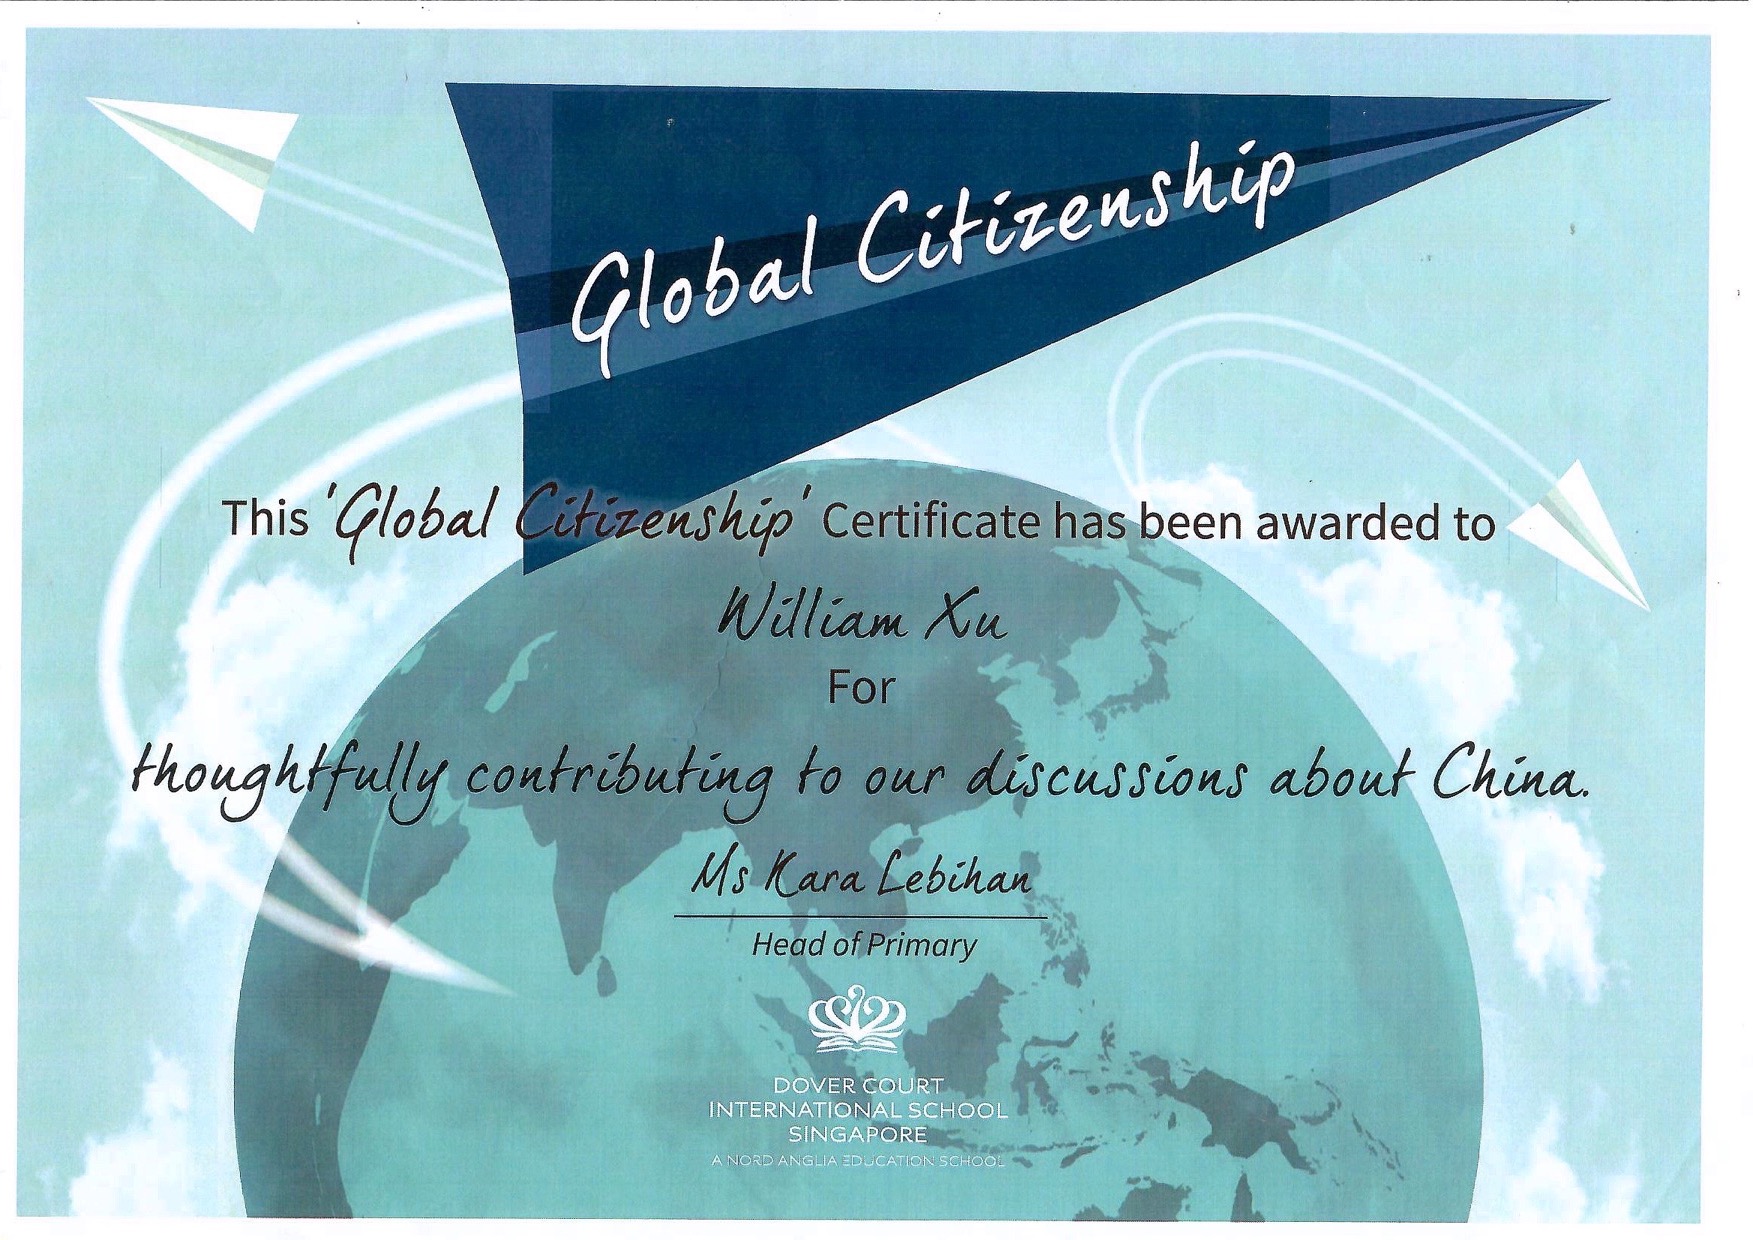 Global Citizenship
This 'Global Citizenship' Certificate has been awarded to
William Xu
For
thoughtfully contributing to our discussions about China.
Ms Kara Lebihan
Head of Primary
DOVER COURT
INTERNATIONAL SCHOOL
SINGAPORE
A NORD ANGLIA EDUCATION SCHOOL